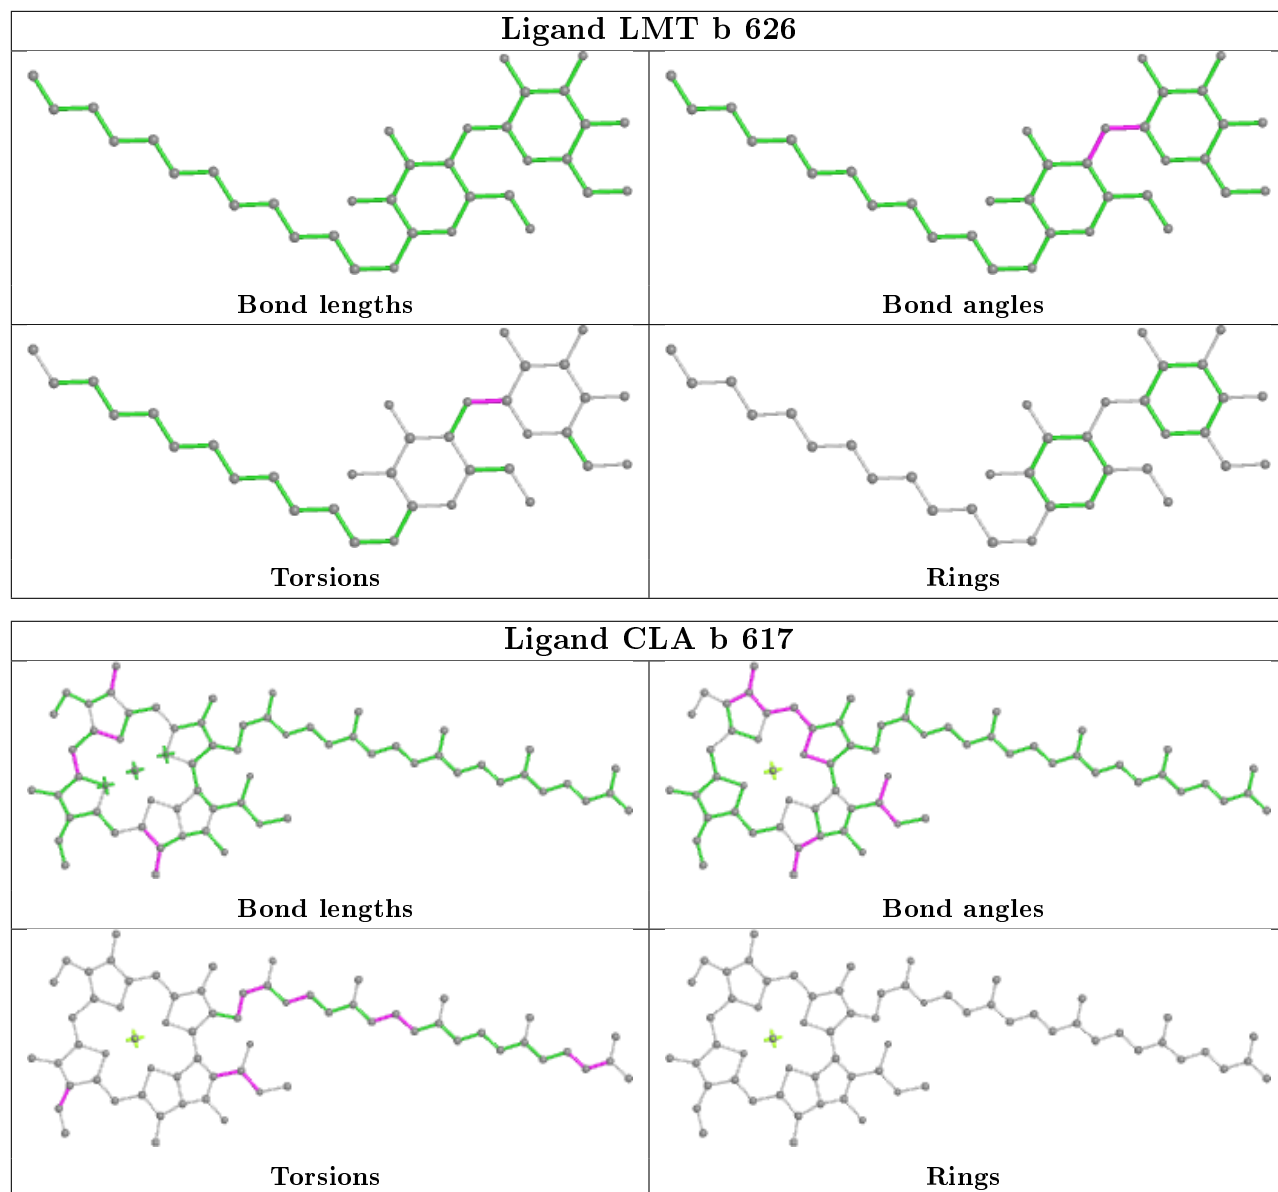 Ligand LMT b 626
Bond lengths
Bond angles
Torsions
Rings
Ligand CLA b 617
Bond lengths
Bond angles
Torsions
Rings